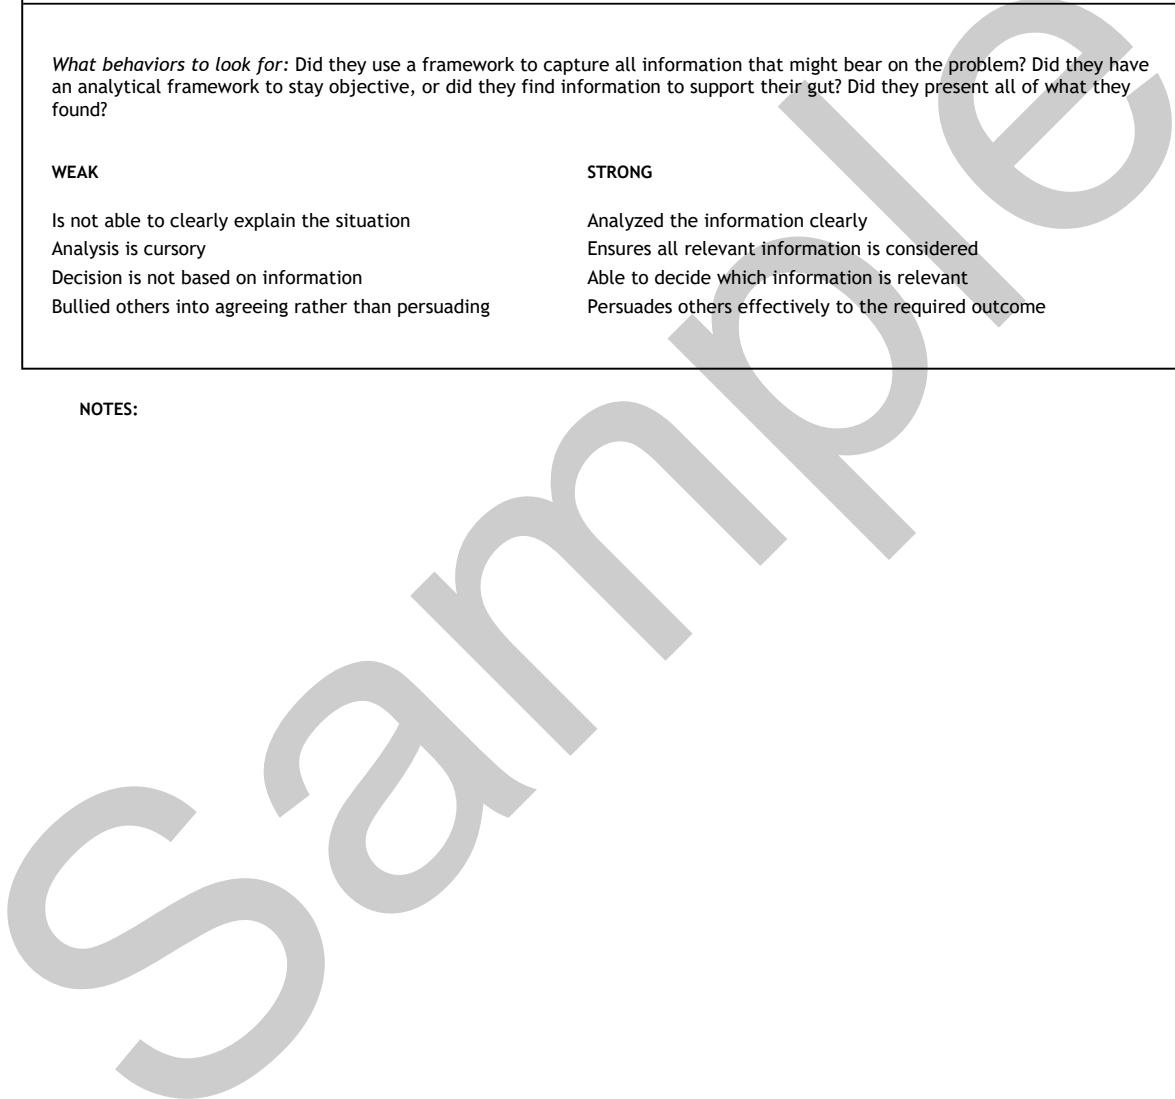 What behaviors to look for: Did they use a framework to capture all information that might bear on the problem? Did they have
an analytical framework to stay objective, or did they find information to support their gut? Did they present all of what they
found?
WEAK
Is not able to clearly explain the situation
Analysis is cursory
Decision is not based on information
Bullied others into agreeing rather than persuading
STRONG
Analyzed the information clearly
Ensures all relevant information is considered
Able to decide which information is relevant
Persuades others effectively to the required outcome
NOTES:
Sample